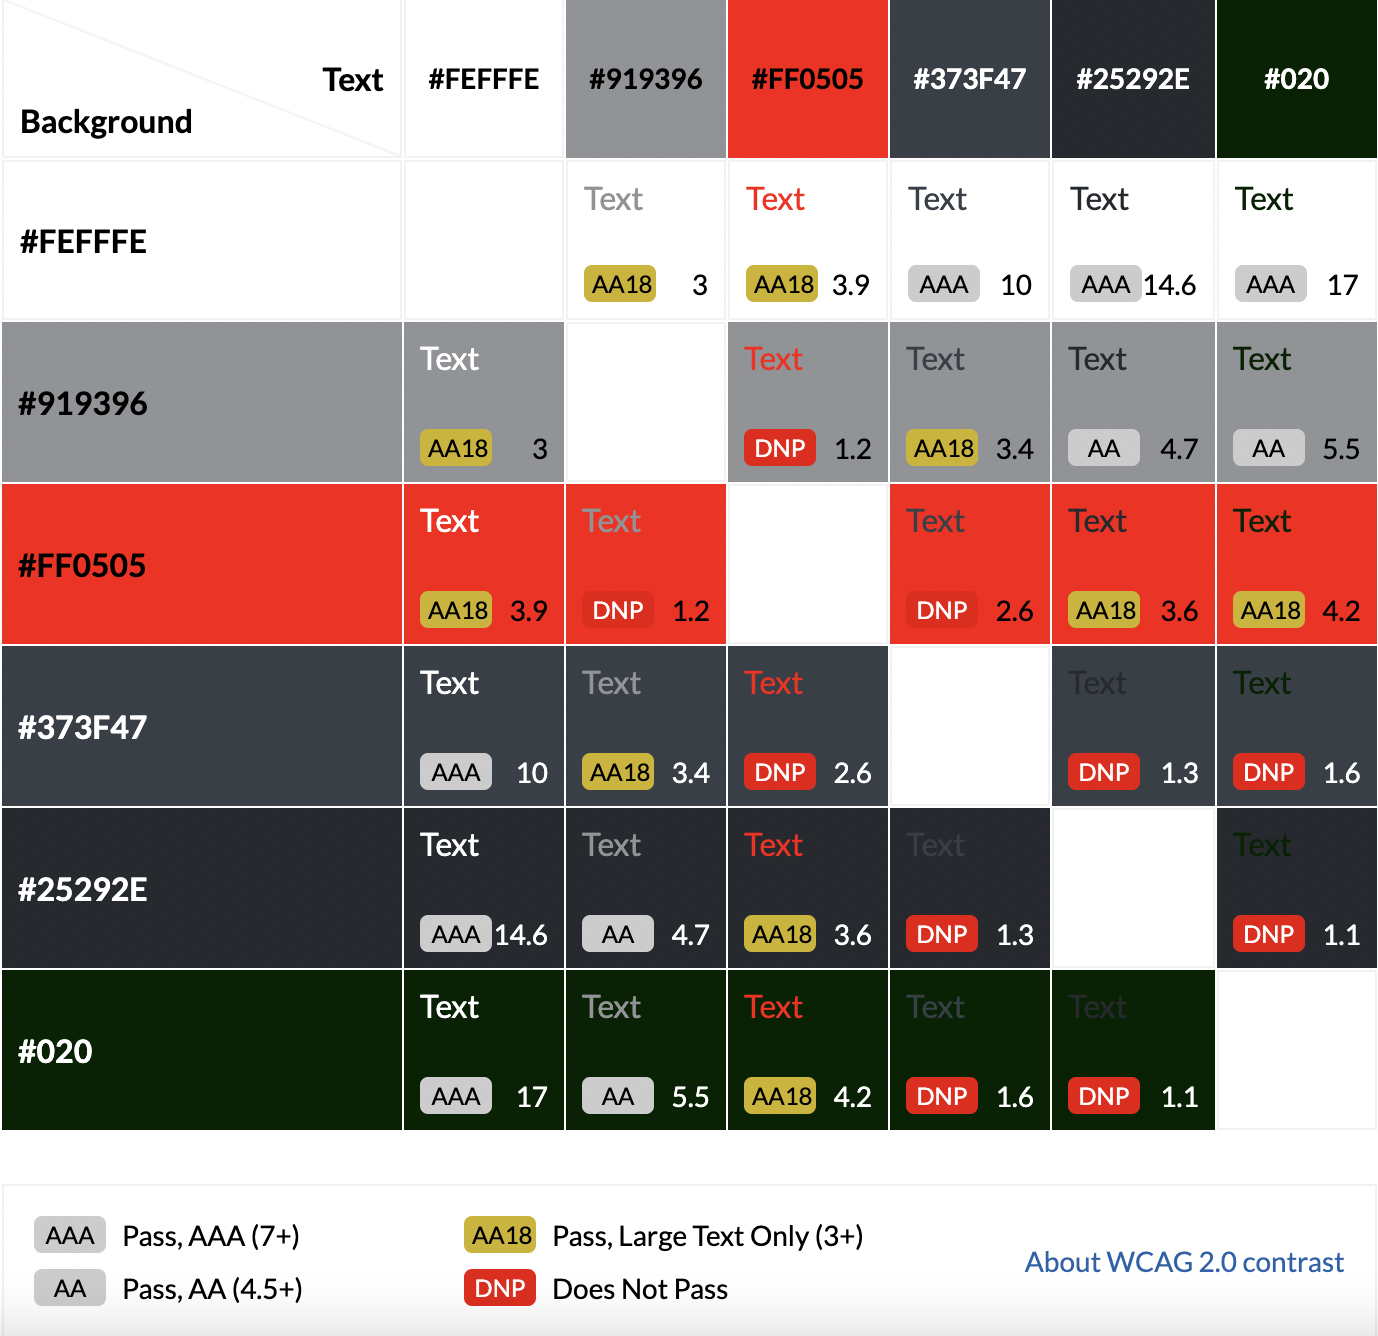 Text #FEFFFE #919396 #FF0505 #373F47 #25292E #020
Background
#FEFFFE
Text Text Text Text Text
AA18 3 AA18 3.9 AAA 10 AAA 14.6 AAA 17
#919396
Text Text Text Text Text
AA18 3 DNP 1.2 AA18 3.4 AA 4.7 AA 5.5
#FF0505
Text Text Text Text Text
AA18 3.9 DNP 1.2 DNP 2.6 AA18 3.6 AA18 4.2
#373F47
Text Text Text Text Text
AAA 10 AA18 3.4 DNP 2.6 DNP 1.3 DNP 1.6
#25292E
Text Text Text Text Text
AAA 14.6 AA 4.7 AA18 3.6 DNP 1.3 DNP 1.1
#020
Text Text Text Text Text
AAA 17 AA 5.5 AA18 4.2 DNP 1.6 DNP 1.1
AAA Pass, AAA (7+) AA18 Pass, Large Text Only (3+)
About WCAG 2.0 contrast
AA Pass, AA (4.5+) DNP Does Not Pass